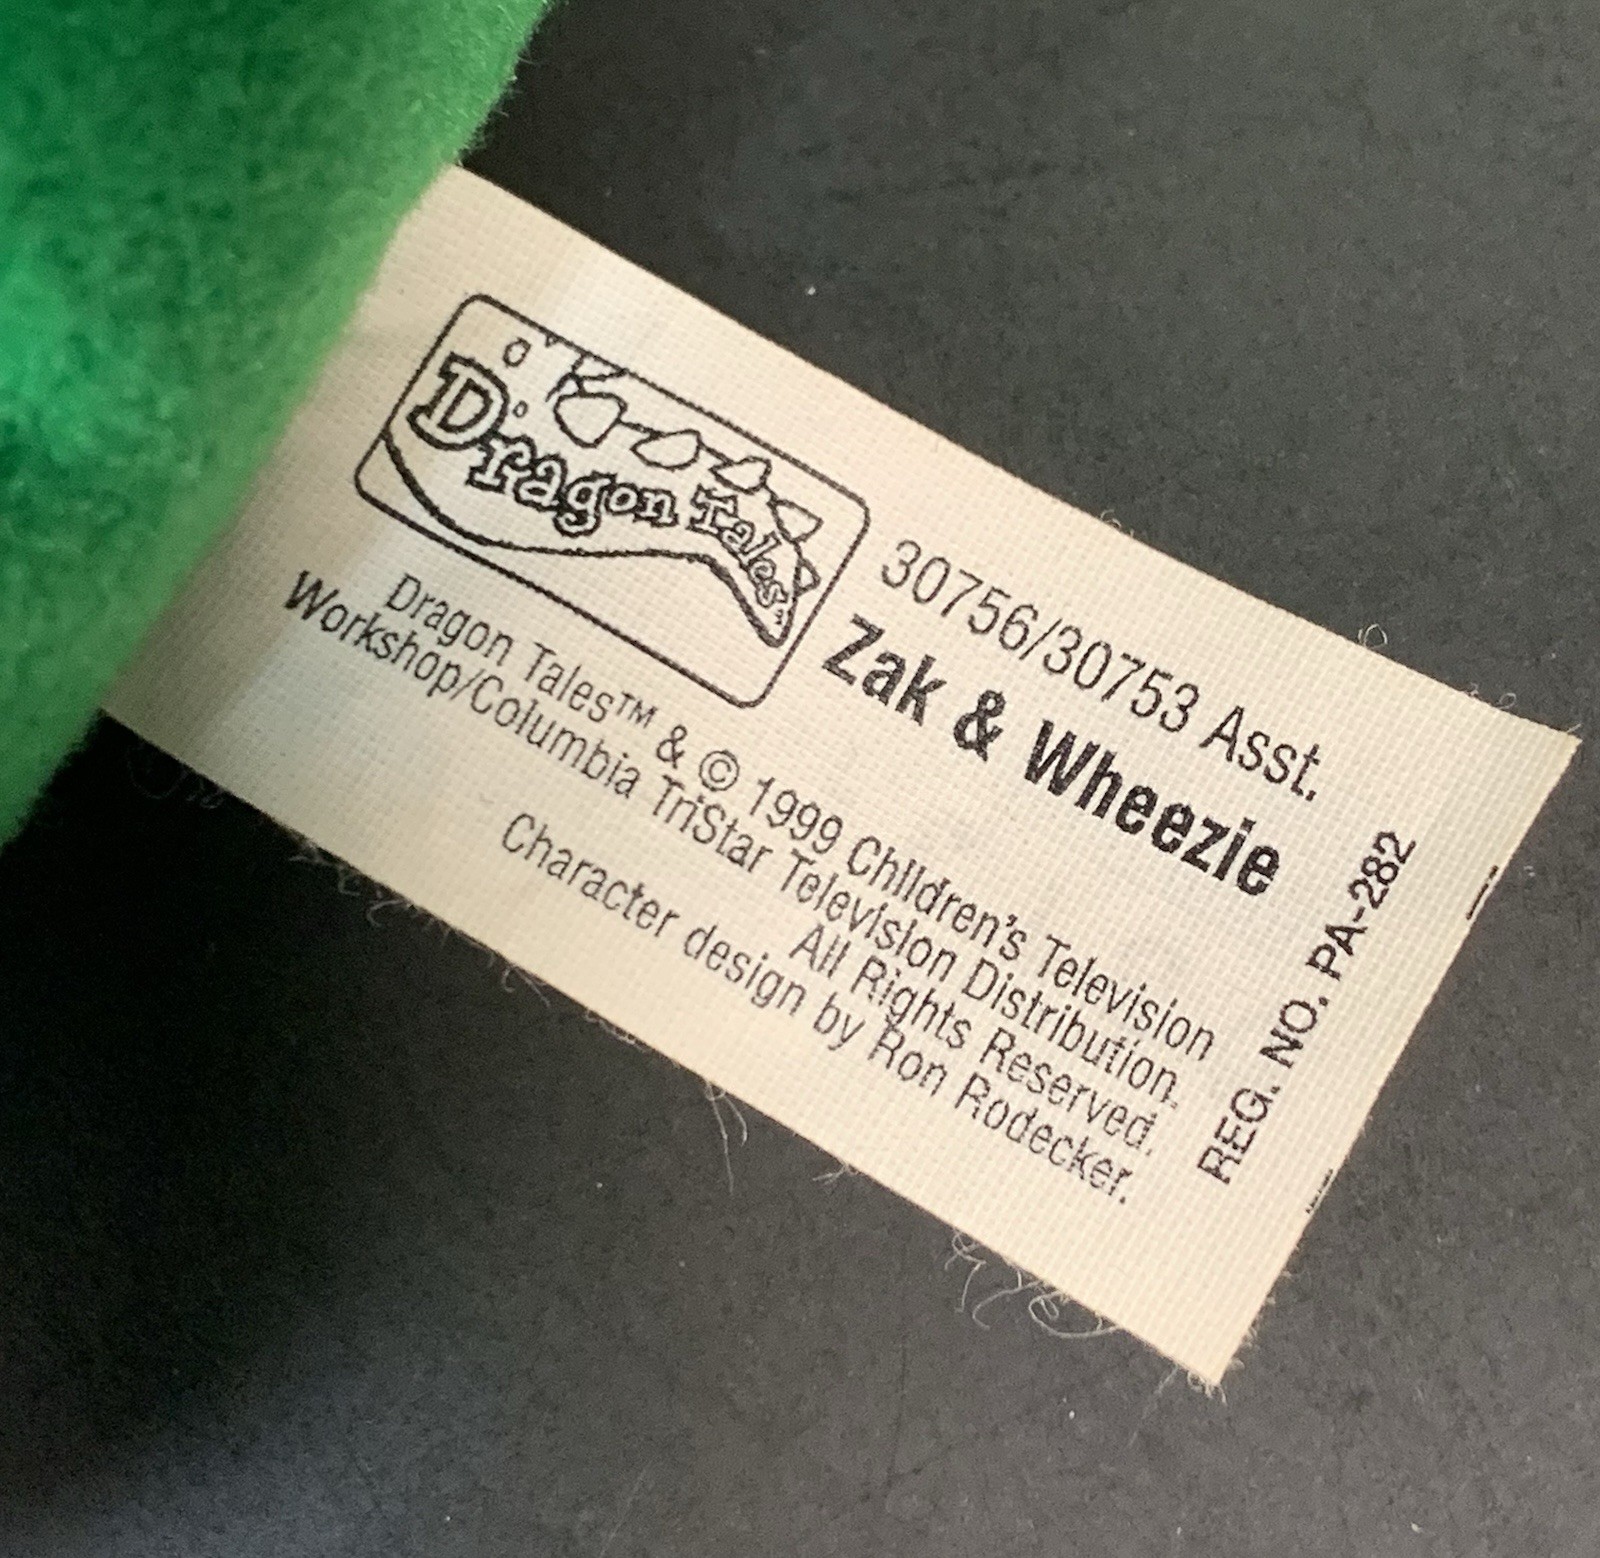 Dragon Tales™
30756/30753 Asst.
Zak & Wheezie
Dragon Tales™ & © 1999 Children's Television
Workshop/Columbia TriStar Television Distribution.
All Rights Reserved.
Character design by Ron Rodecker.
REG. NO. PA-282